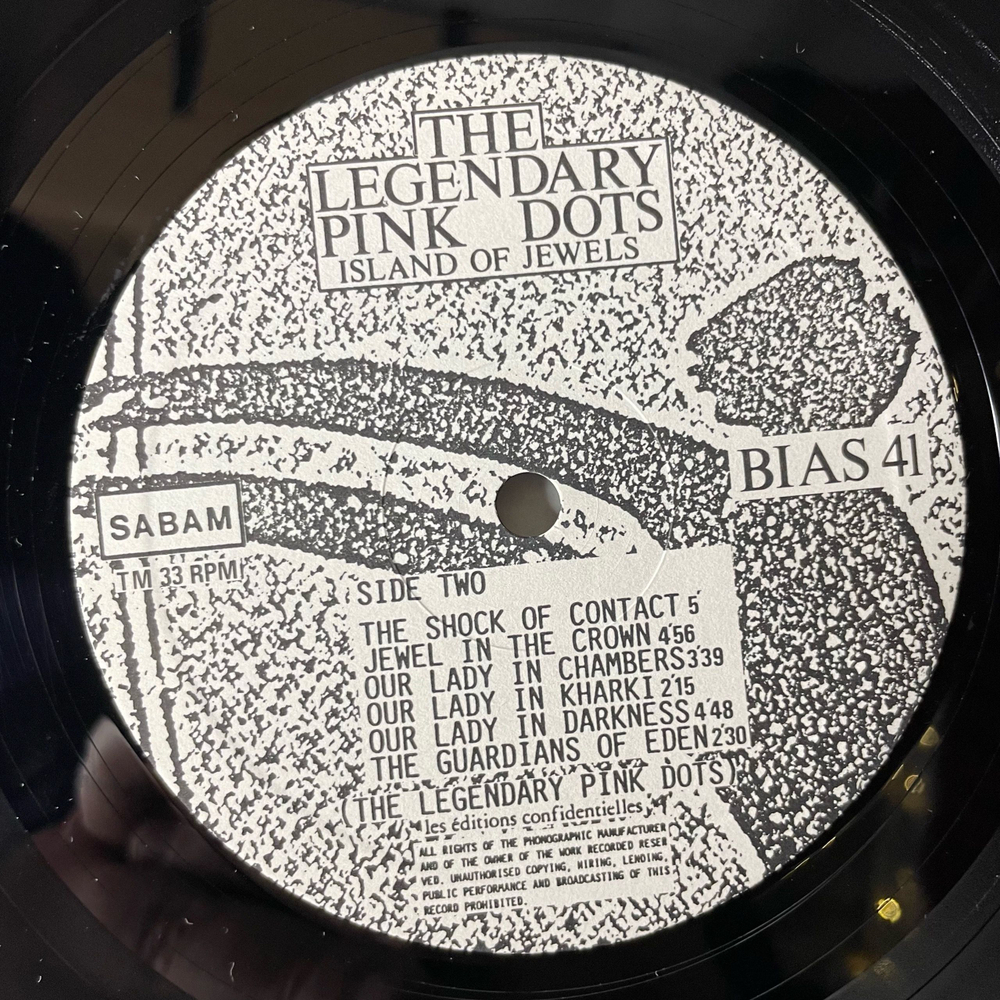 THE
LEGENDARY
PINK DOTS
ISLAND OF JEWELS
BIAS 41
SABAM
TM 33 RPM
SIDE TWO
THE SHOCK OF CONTACT 5'
JEWEL IN THE CROWN 4'56
OUR LADY IN CHAMBERS 3'39
OUR LADY IN KHARKI 2'15
OUR LADY IN DARKNESS 4'48
THE GUARDIANS OF EDEN 2'30
(THE LEGENDARY PINK DOTS)
les éditions confidentielles
ALL RIGHTS OF THE PHONOGRAPHIC MANUFACTURER
AND OF THE OWNER OF THE WORK RECORDED RESER
VED. UNAUTHORISED COPYING, HIRING, LENDING,
PUBLIC PERFORMANCE AND BROADCASTING OF THIS
RECORD PROHIBITED.